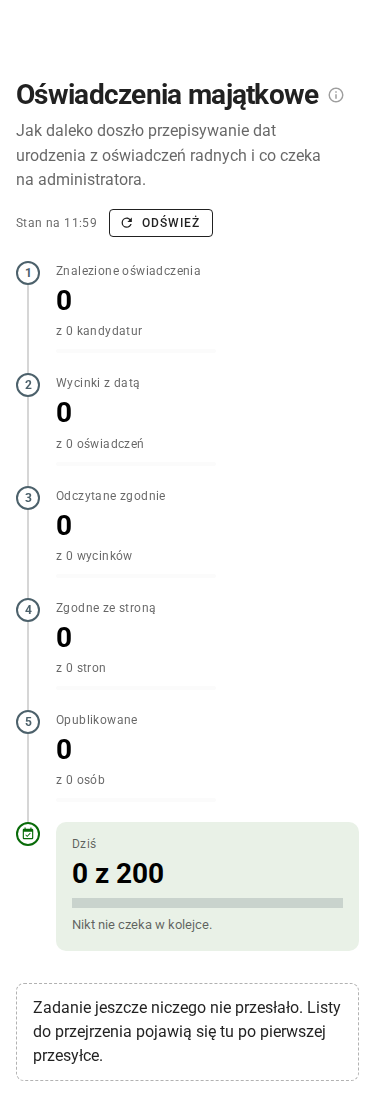 Oświadczenia majątkowe
Jak daleko doszło przepisywanie dat
urodzenia z oświadczeń radnych i co czeka
na administratora.
Stan na 11:59 ODŚWIEŻ
1 Znalezione oświadczenia
0
z 0 kandydatur
2 Wycinki z datą
0
z 0 oświadczeń
3 Odczytane zgodnie
0
z 0 wycinków
4 Zgodne ze stroną
0
z 0 stron
5 Opublikowane
0
z 0 osób
Dziś
0 z 200
Nikt nie czeka w kolejce.
Zadanie jeszcze niczego nie przesłało. Listy
do przejrzenia pojawią się tu po pierwszej
przesyłce.